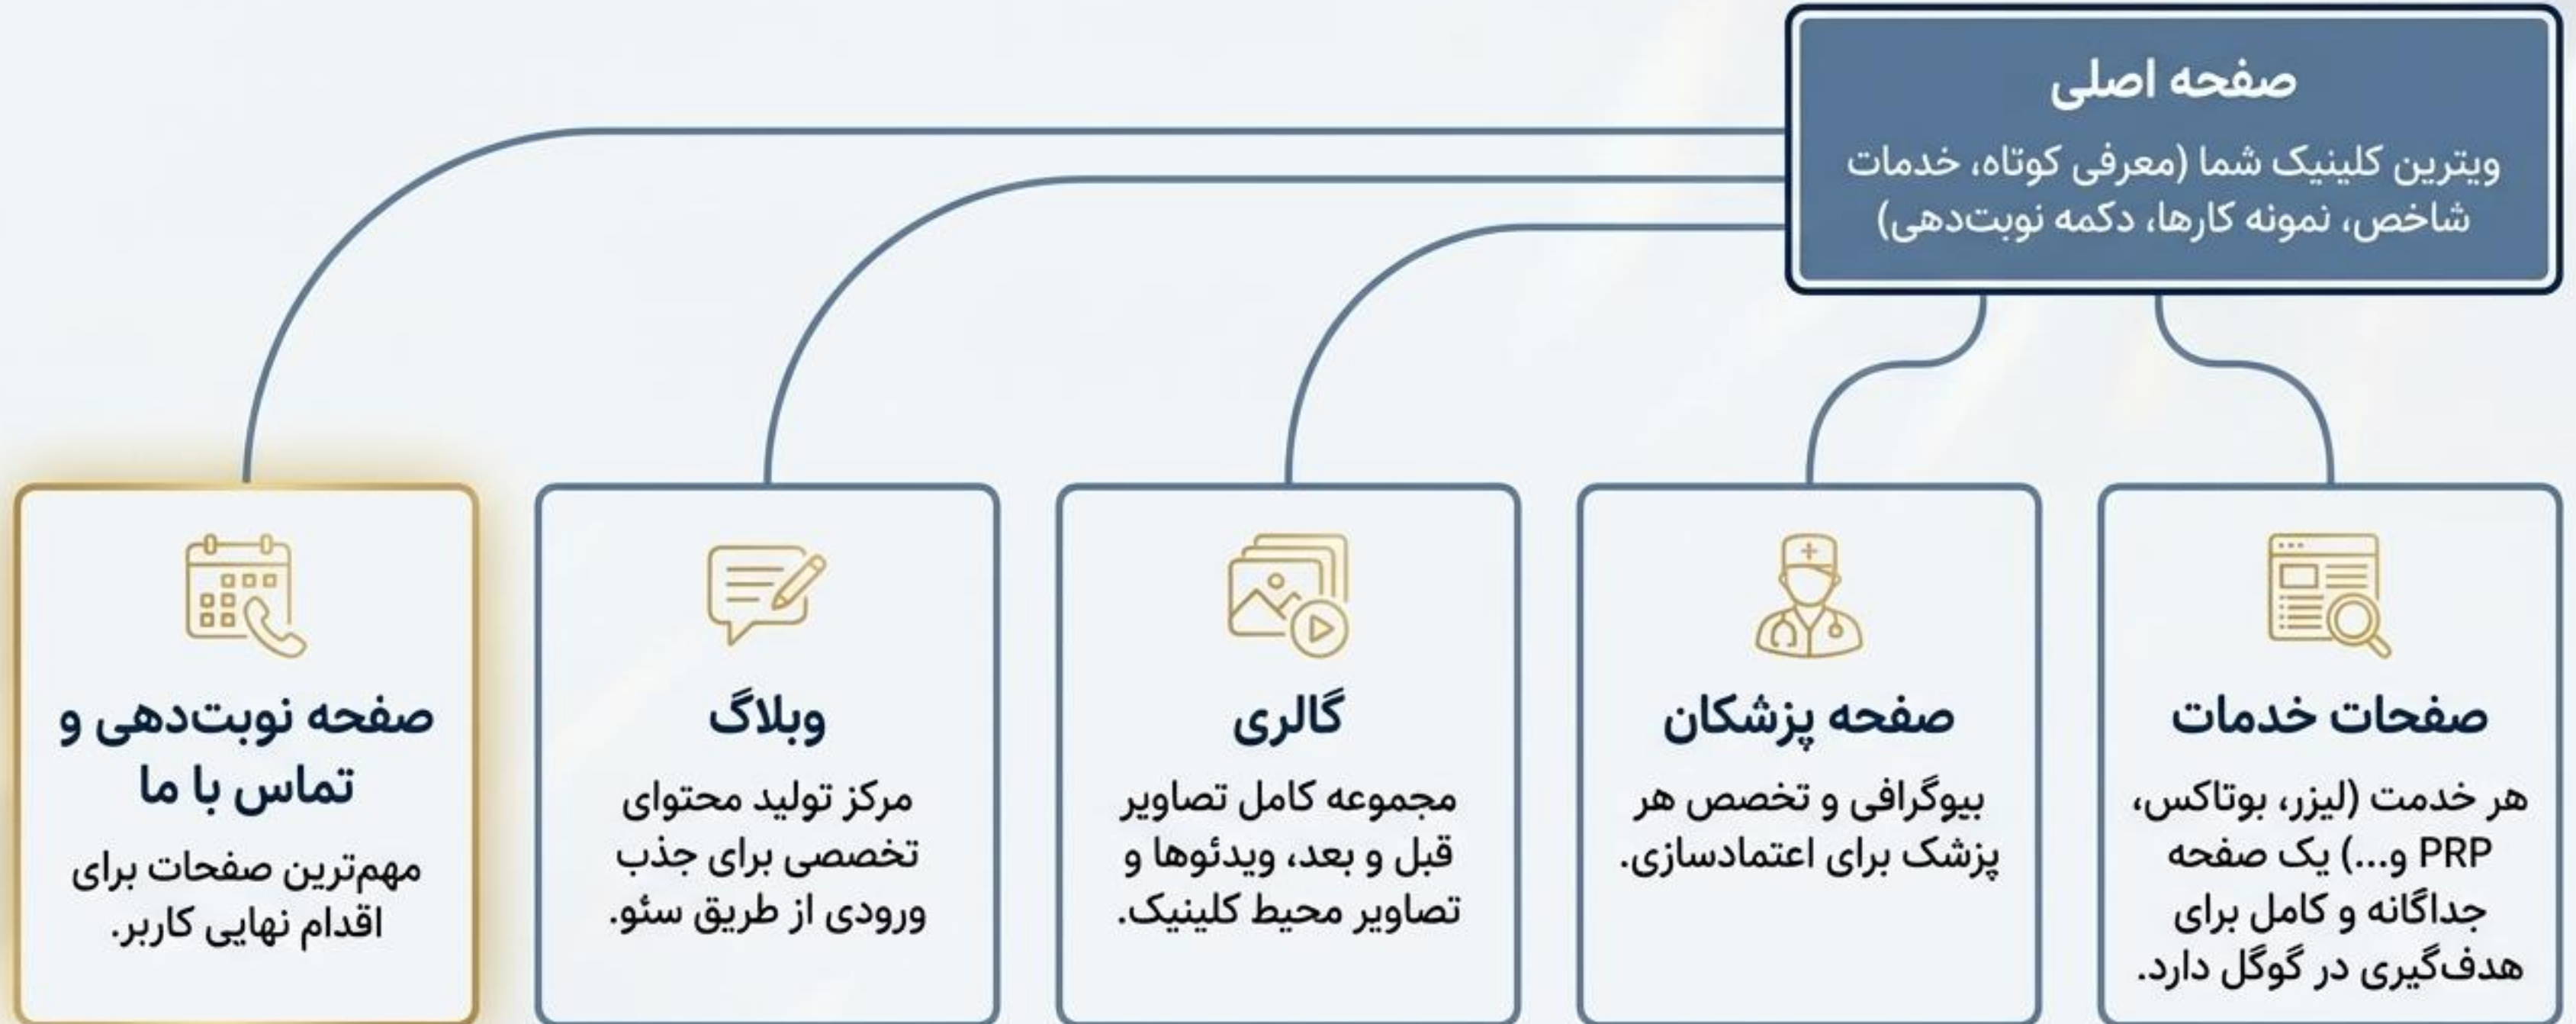 صفحه اصلی
ویترین کلینیک شما (معرفی کوتاه، خدمات
شاخص، نمونه کارها، دکمه نوبت‌دهی)
صفحات خدمات
هر خدمت (لیزر، بوتاکس،
PRP و...) یک صفحه
جداگانه و کامل برای
هدف‌گیری در گوگل دارد.
صفحه پزشکان
بیوگرافی و تخصص هر
پزشک برای اعتمادسازی.
گالری
مجموعه کامل تصاویر
قبل و بعد، ویدئوها و
تصاویر محیط کلینیک.
وبلاگ
مرکز تولید محتوای
تخصصی برای جذب
ورودی از طریق سئو.
صفحه نوبت‌دهی و
تماس با ما
مهم‌ترین صفحات برای
اقدام نهایی کاربر.